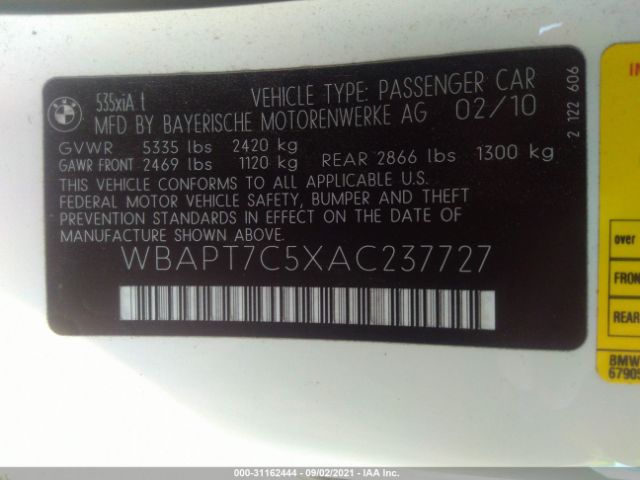 BMW
535xiA t VEHICLE TYPE: PASSENGER CAR
MFD BY BAYERISCHE MOTORENWERKE AG 02/10
GVWR 5335 lbs 2420 kg
GAWR FRONT 2469 lbs 1120 kg REAR 2866 lbs 1300 kg
THIS VEHICLE CONFORMS TO ALL APPLICABLE U.S.
FEDERAL MOTOR VEHICLE SAFETY, BUMPER AND THEFT
PREVENTION STANDARDS IN EFFECT ON THE DATE OF
MANUFACTURE SHOWN ABOVE.
WBAPT7C5XAC237727
2 122 606
IN
over
FRON
REAR
BMW
6790
000-31162444 - 09/02/2021 - IAA Inc.